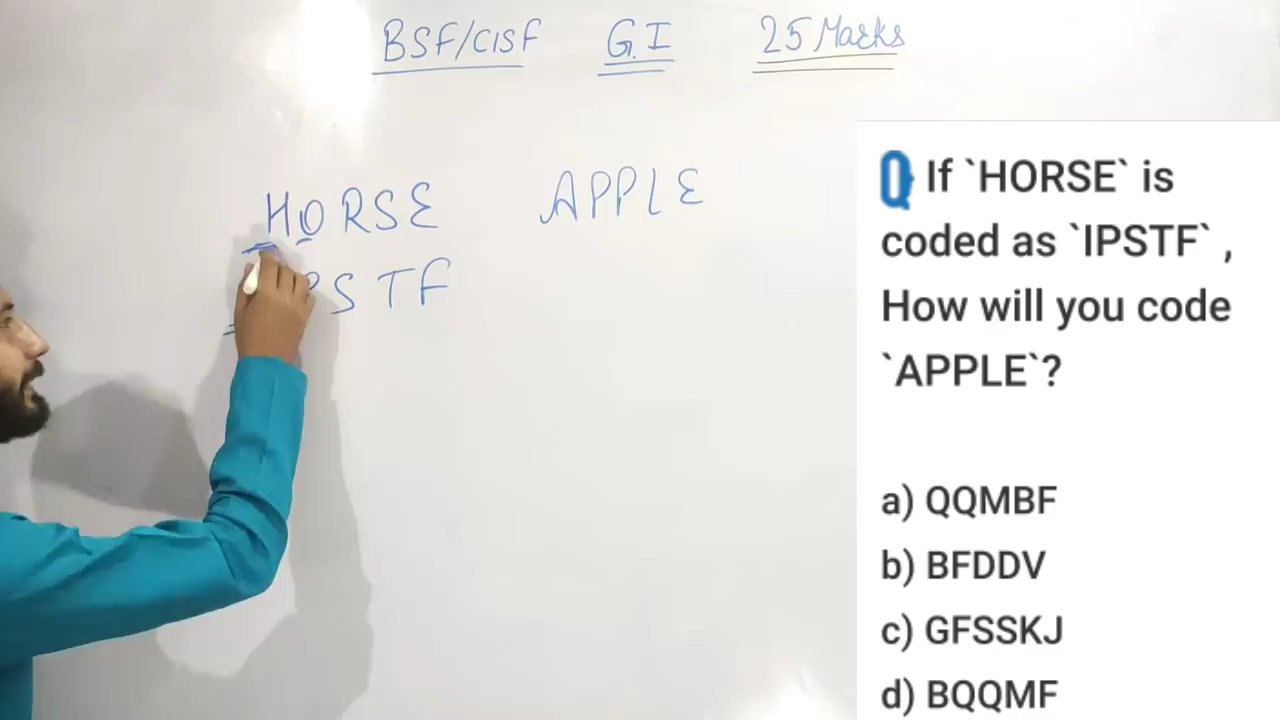 BSF/CISF G.I 25 Marks
HORSE APPLE
PSTF
Q If `HORSE` is
coded as `IPSTF` ,
How will you code
`APPLE`?
a) QQMBF
b) BFDDV
c) GFSSKJ
d) BQQMF